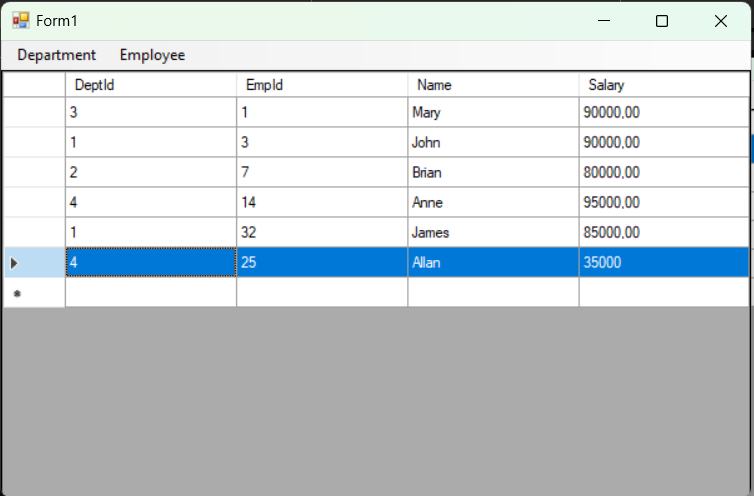 Form1
Department Employee
DeptId EmpId Name Salary
3 1 Mary 90000.00
1 3 John 90000.00
2 7 Brian 80000.00
4 14 Anne 95000.00
1 32 James 85000.00
4 25 Allan 35000